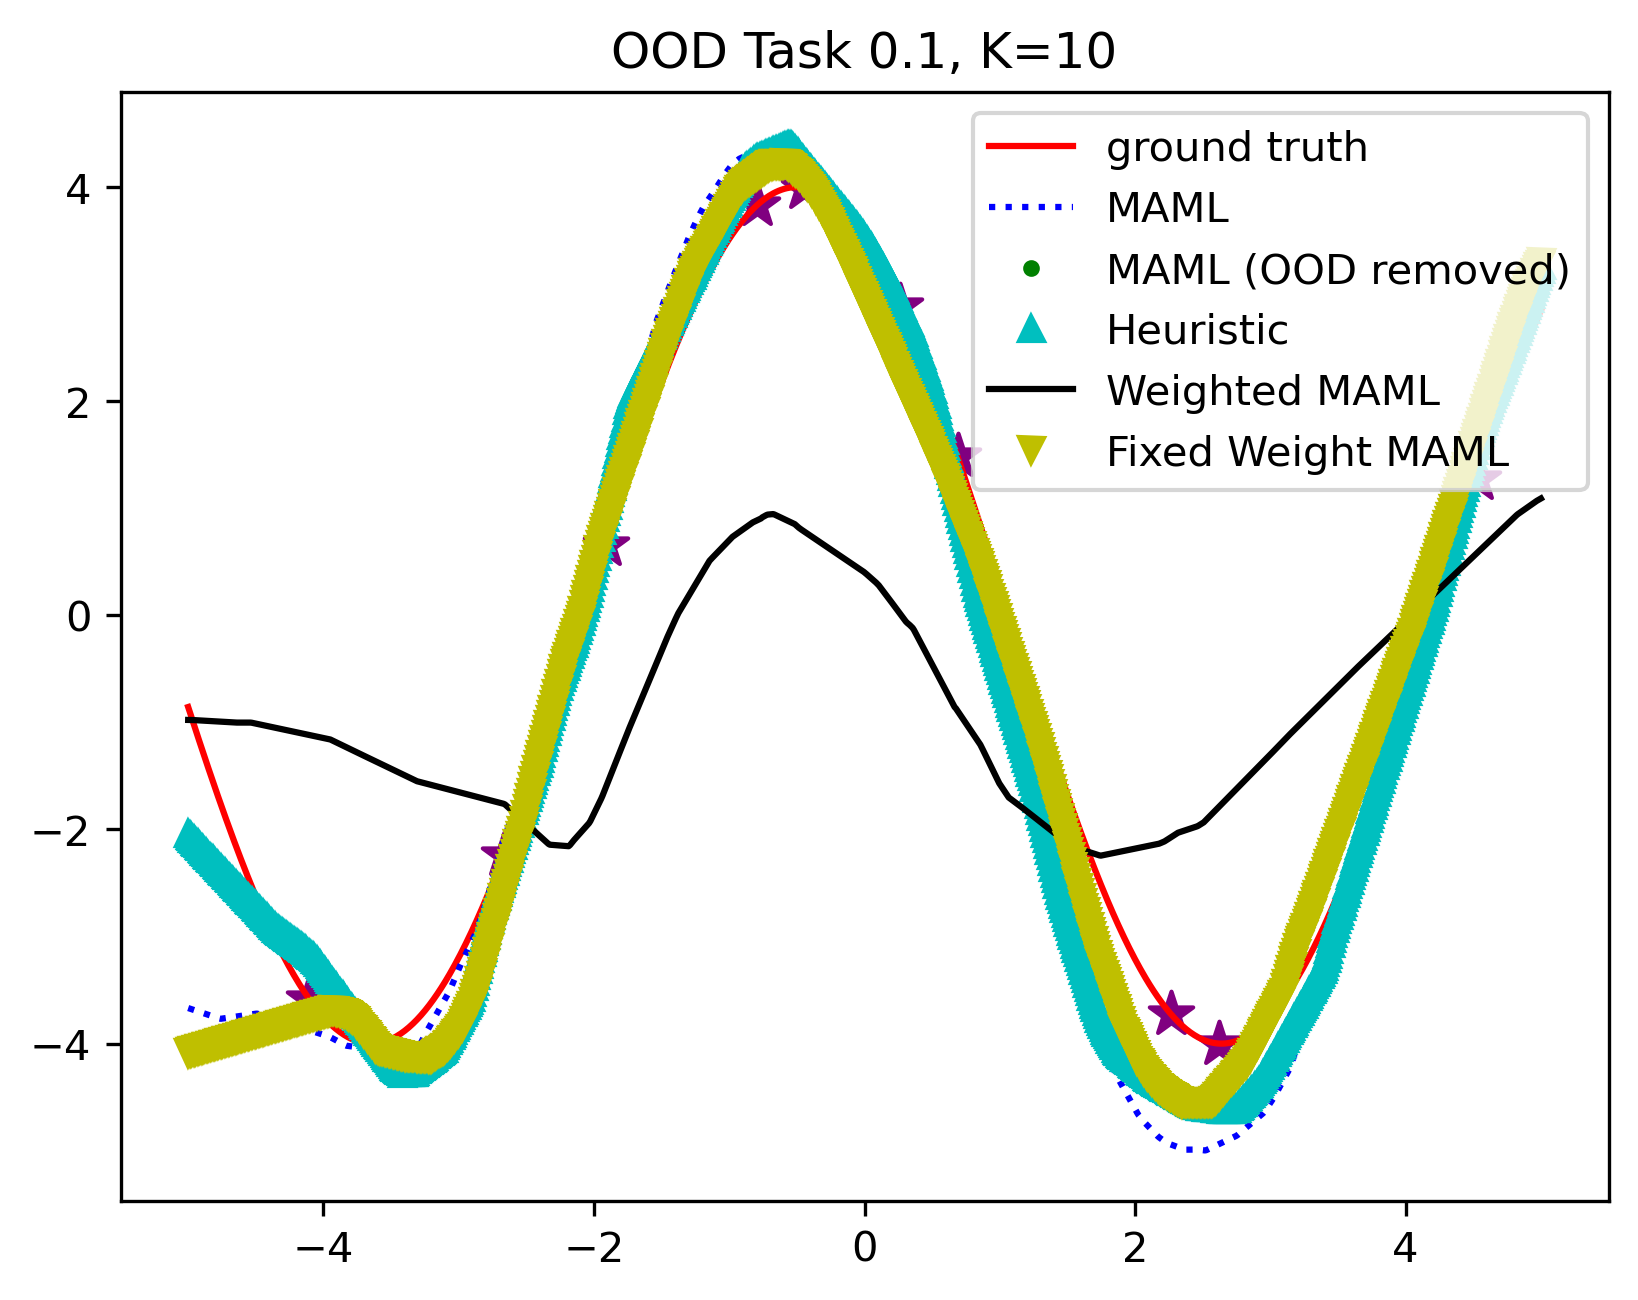 OOD Task 0.1, K=10
ground truth
MAML
MAML (OOD removed)
Heuristic
Weighted MAML
Fixed Weight MAML
4
2
0
−2
−4
−4
−2
0
2
4